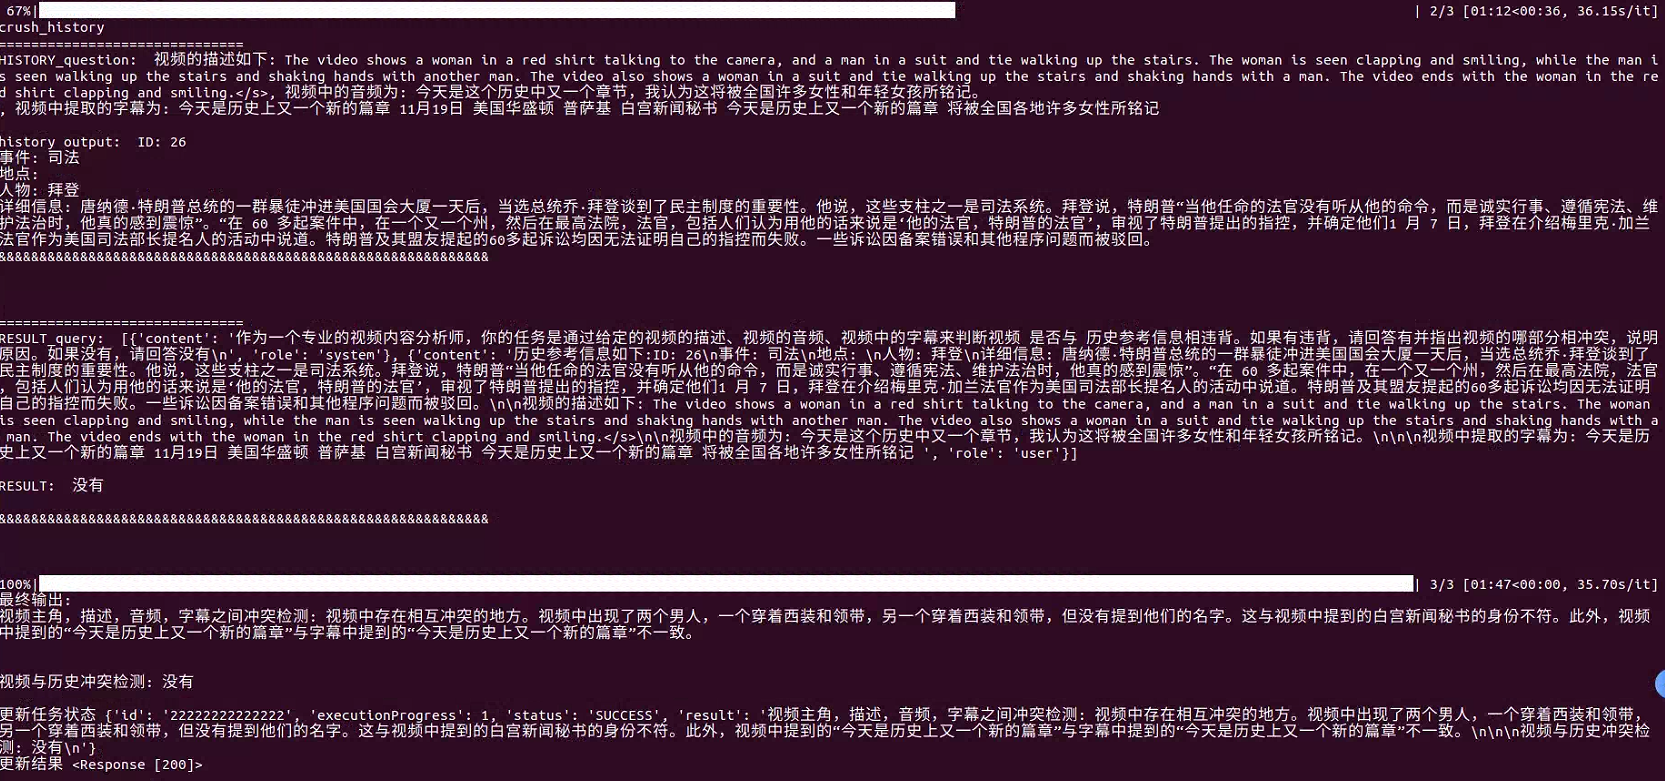 67%| | 2/3 [01:12<00:36, 36.15s/it]
crush_history
==============================
HISTORY_question:  视频的描述如下: The video shows a woman in a red shirt talking to the camera, and a man in a suit and tie walking up the stairs. The woman is seen clapping and smiling, while the man i
s seen walking up the stairs and shaking hands with another man. The video also shows a woman in a suit and tie walking up the stairs and shaking hands with a man. The video ends with the woman in the re
d shirt clapping and smiling.</s>, 视频中的音频为: 今天是这个历史中又一个章节，我认为这将被全国许多女性和年轻女孩所铭记。
, 视频中提取的字幕为: 今天是历史上又一个新的篇章 11月19日 美国华盛顿 普萨基 白宫新闻秘书 今天是历史上又一个新的篇章 将被全国各地许多女性所铭记
history output:  ID: 26
事件: 司法
地点:
人物: 拜登
详细信息: 唐纳德·特朗普总统的一群暴徒冲进美国国会大厦一天后，当选总统乔·拜登谈到了民主制度的重要性。他说，这些支柱之一是司法系统。拜登说，特朗普“当他任命的法官没有听从他的命令，而是诚实行事、遵循宪法、维
护法治时，他真的感到震惊”。“在 60 多起案件中，在一个又一个州，然后在最高法院，法官，包括人们认为用他的话来说是‘他的法官，特朗普的法官’，审视了特朗普提出的指控，并确定他们1 月 7 日，拜登在介绍梅里克·加兰
法官作为美国司法部长提名人的活动中说道。特朗普及其盟友提起的60多起诉讼均因无法证明自己的指控而失败。一些诉讼因备案错误和其他程序问题而被驳回。
&&&&&&&&&&&&&&&&&&&&&&&&&&&&&&&&&&&&&&&&&&&&&&&&&&&&&&&&&&&&
==============================
RESULT_query:  [{'content': '作为一个专业的视频内容分析师，你的任务是通过给定的视频的描述、视频的音频、视频中的字幕来判断视频 是否与 历史参考信息相违背。如果有违背，请回答有并指出视频的哪部分相冲突，说明
原因。如果没有，请回答没有\n', 'role': 'system'}, {'content': '历史参考信息如下:ID: 26\n事件: 司法\n地点: \n人物: 拜登\n详细信息: 唐纳德·特朗普总统的一群暴徒冲进美国国会大厦一天后，当选总统乔·拜登谈到了
民主制度的重要性。他说，这些支柱之一是司法系统。拜登说，特朗普“当他任命的法官没有听从他的命令，而是诚实行事、遵循宪法、维护法治时，他真的感到震惊”。“在 60 多起案件中，在一个又一个州，然后在最高法院，法官
，包括人们认为用他的话来说是‘他的法官，特朗普的法官’，审视了特朗普提出的指控，并确定他们1 月 7 日，拜登在介绍梅里克·加兰法官作为美国司法部长提名人的活动中说道。特朗普及其盟友提起的60多起诉讼均因无法证明
自己的指控而失败。一些诉讼因备案错误和其他程序问题而被驳回。\n\n视频的描述如下: The video shows a woman in a red shirt talking to the camera, and a man in a suit and tie walking up the stairs. The woman
is seen clapping and smiling, while the man is seen walking up the stairs and shaking hands with another man. The video also shows a woman in a suit and tie walking up the stairs and shaking hands with a
man. The video ends with the woman in the red shirt clapping and smiling.</s>\n\n视频中的音频为: 今天是这个历史中又一个章节，我认为这将被全国许多女性和年轻女孩所铭记。\n\n\n\n视频中提取的字幕为: 今天是历
史上又一个新的篇章 11月19日 美国华盛顿 普萨基 白宫新闻秘书 今天是历史上又一个新的篇章 将被全国各地许多女性所铭记 ', 'role': 'user'}]
RESULT:  没有
&&&&&&&&&&&&&&&&&&&&&&&&&&&&&&&&&&&&&&&&&&&&&&&&&&&&&&&&&&&&
100%| | 3/3 [01:47<00:00, 35.70s/it]
最终输出:
视频主角，描述，音频，字幕之间冲突检测: 视频中存在相互冲突的地方。视频中出现了两个男人，一个穿着西装和领带，另一个穿着西装和领带，但没有提到他们的名字。这与视频中提到的白宫新闻秘书的身份不符。此外，视频
中提到的“今天是历史上又一个新的篇章”与字幕中提到的“今天是历史上又一个新的篇章”不一致。
视频与历史冲突检测: 没有
更新任务状态 {'id': '22222222222222', 'executionProgress': 1, 'status': 'SUCCESS', 'result': '视频主角，描述，音频，字幕之间冲突检测: 视频中存在相互冲突的地方。视频中出现了两个男人，一个穿着西装和领带，
另一个穿着西装和领带，但没有提到他们的名字。这与视频中提到的白宫新闻秘书的身份不符。此外，视频中提到的“今天是历史上又一个新的篇章”与字幕中提到的“今天是历史上又一个新的篇章”不一致。\n\n\n视频与历史冲突检
测: 没有\n'}
更新结果 <Response [200]>